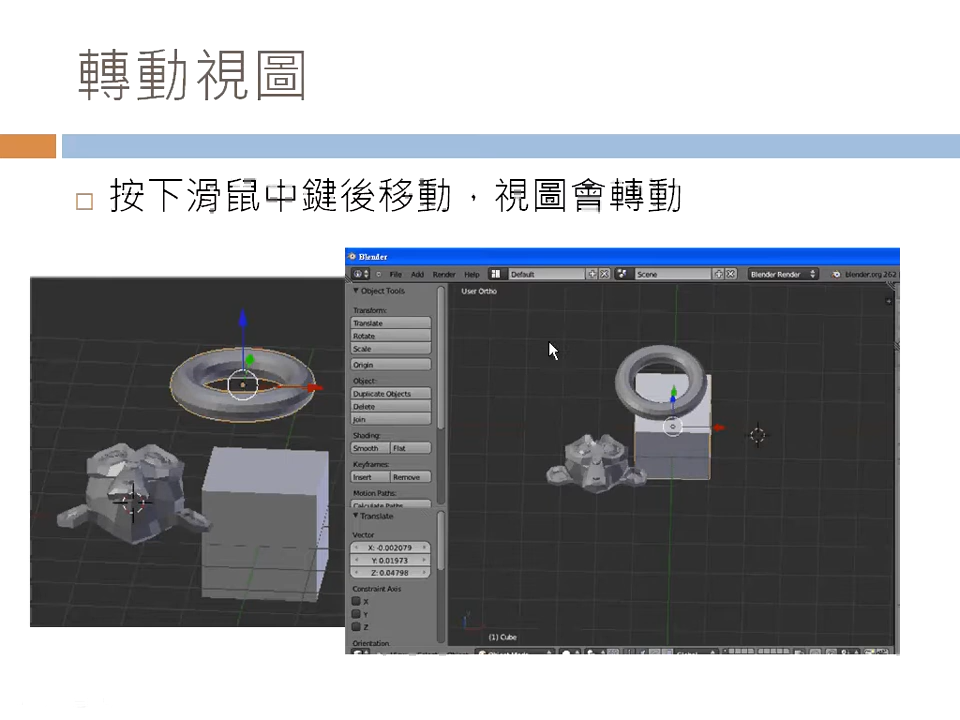 轉動視圖
按下滑鼠中鍵後移動，視圖會轉動
Blender
File Add Render Help Default Scene Blender Render blender.org 262
Object Tools
User Ortho
Transform:
Translate
Rotate
Scale
Origin
Object:
Duplicate Objects
Delete
Join
Shading:
Smooth Flat
Keyframes:
Insert Remove
Motion Paths:
Calculate Paths
Translate
Vector
X: -0.002079
Y: 0.01973
Z: 0.04798
Constraint Axis
X
Y
Z
Orientation
(1) Cube
Object Mode Global